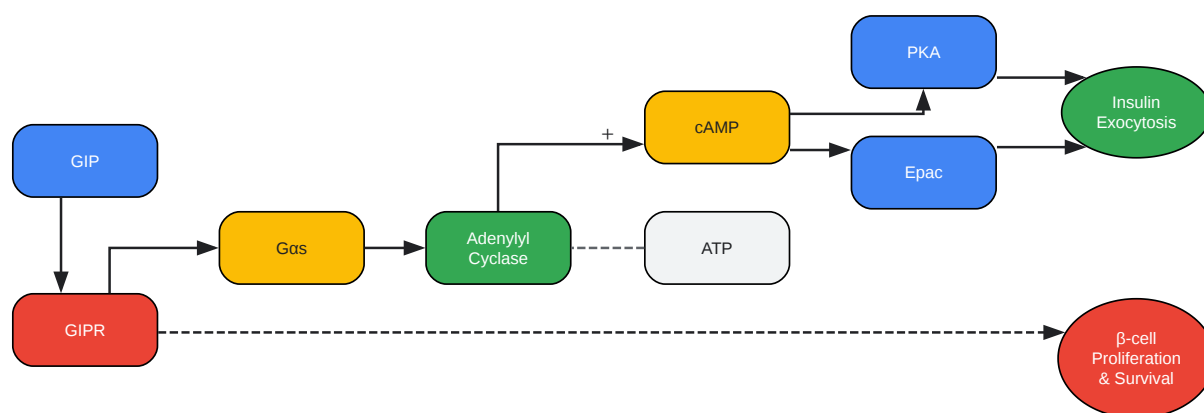 PKA
Insulin
Exocytosis
+
cAMP
GIP
Epac
Gαs
Adenylyl
Cyclase
ATP
GIPR
β-cell
Proliferation
& Survival